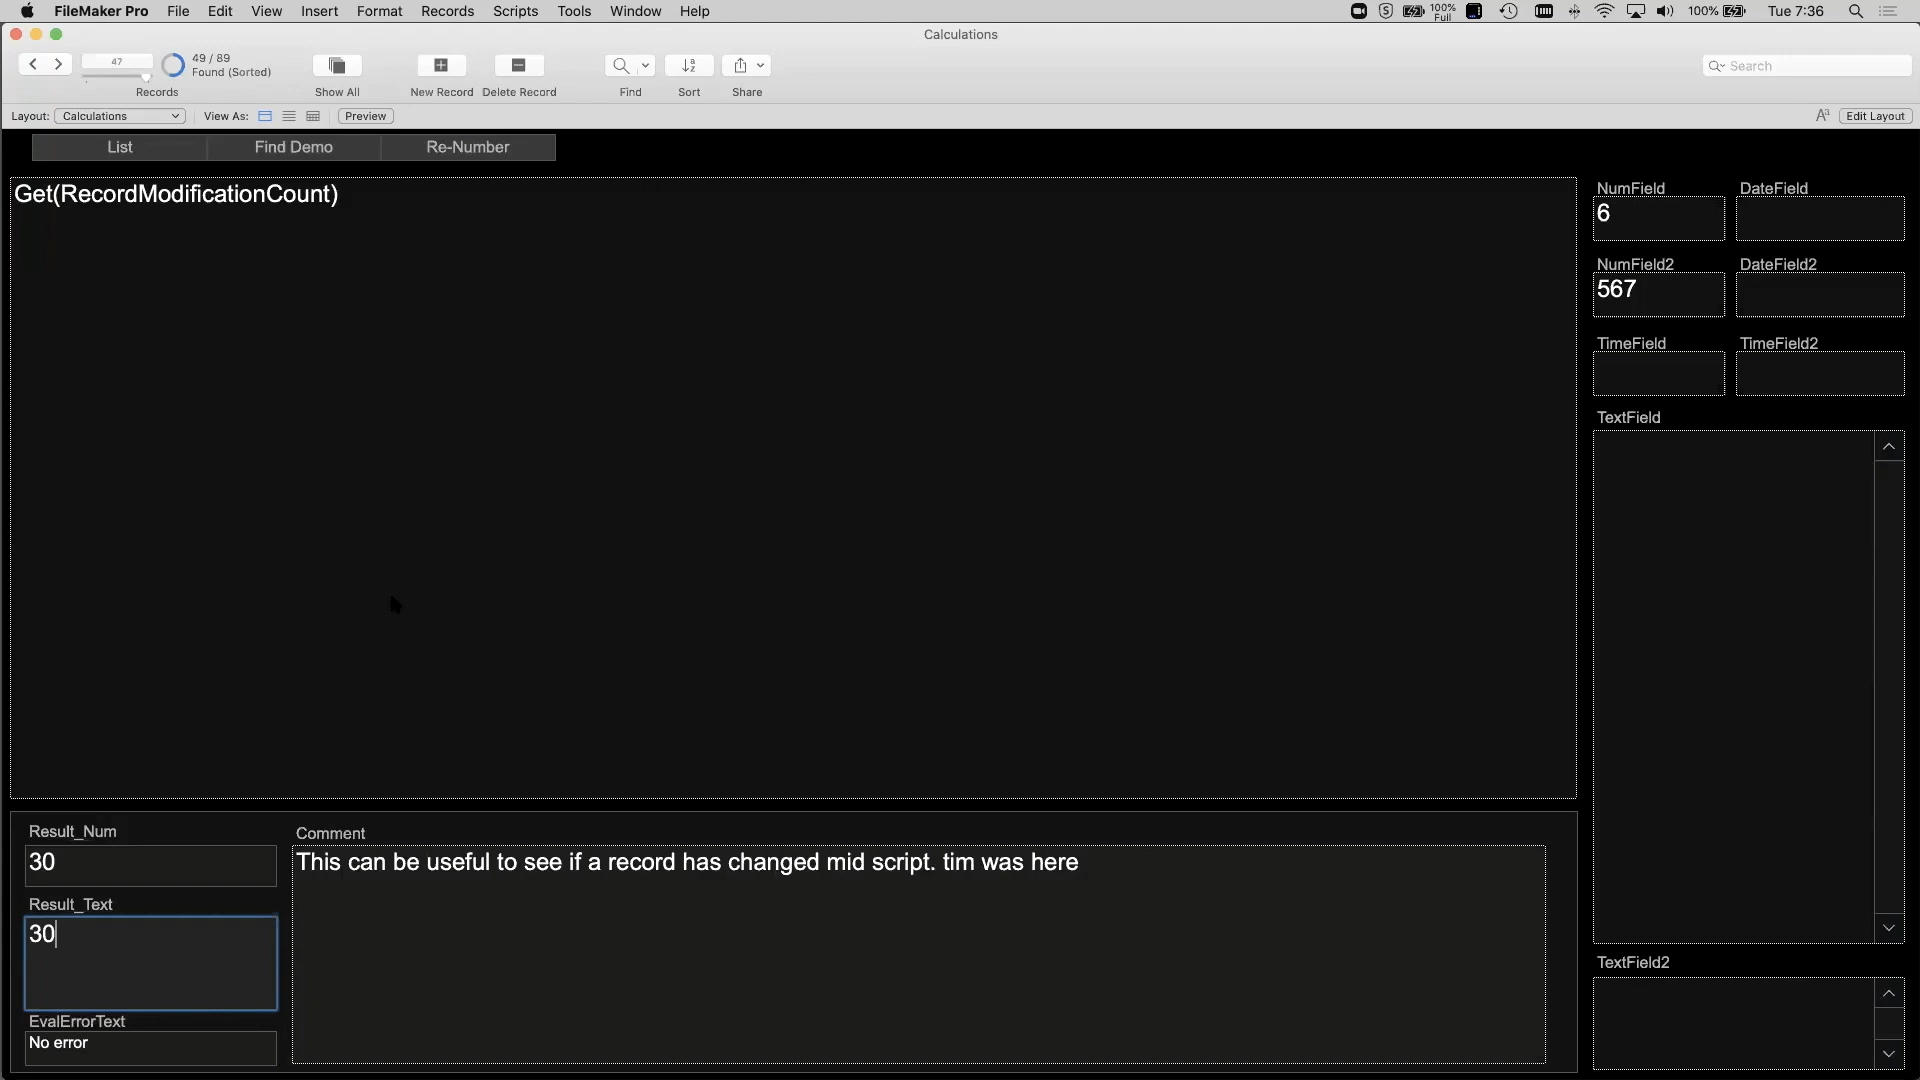 FileMaker Pro File Edit View Insert Format Records Scripts Tools Window Help
100%
Full
100%
Tue 7:36
Calculations
47
49 / 89
Found (Sorted)
Search
Records
Show All
New Record
Delete Record
Find
Sort
Share
Layout: Calculations
View As:
Preview
Aª
Edit Layout
List
Find Demo
Re-Number
Get(RecordModificationCount)
NumField
6
DateField
NumField2
567
DateField2
TimeField
TimeField2
TextField
TextField2
Result_Num
30
Result_Text
30
EvalErrorText
No error
Comment
This can be useful to see if a record has changed mid script. tim was here